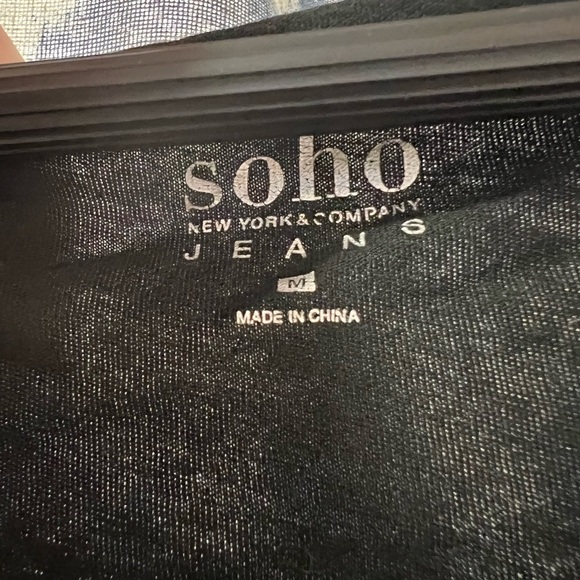 soho
NEW YORK & COMPANY
JEANS
M
MADE IN CHINA